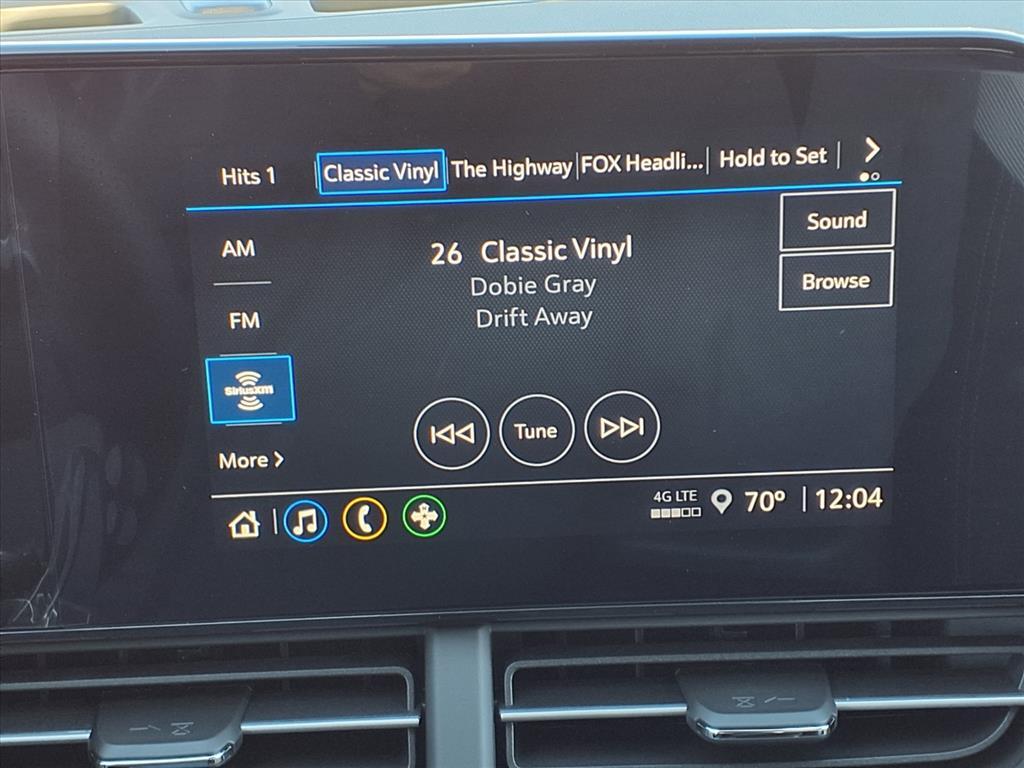 Hits 1
Classic Vinyl
The Highway
FOX Headli...
Hold to Set
AM
26 Classic Vinyl
Sound
Dobie Gray
Browse
FM
Drift Away
SiriusXM
Tune
More
4G LTE
70°
12:04